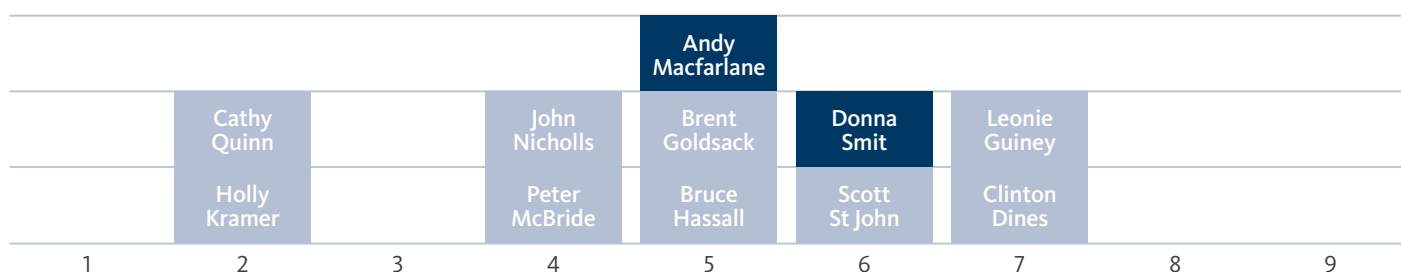 Andy
Macfarlane
Cathy
Quinn
John
Nicholls
Brent
Goldsack
Donna
Smit
Leonie
Guiney
Holly
Kramer
Peter
McBride
Bruce
Hassall
Scott
St John
Clinton
Dines
1 2 3 4 5 6 7 8 9